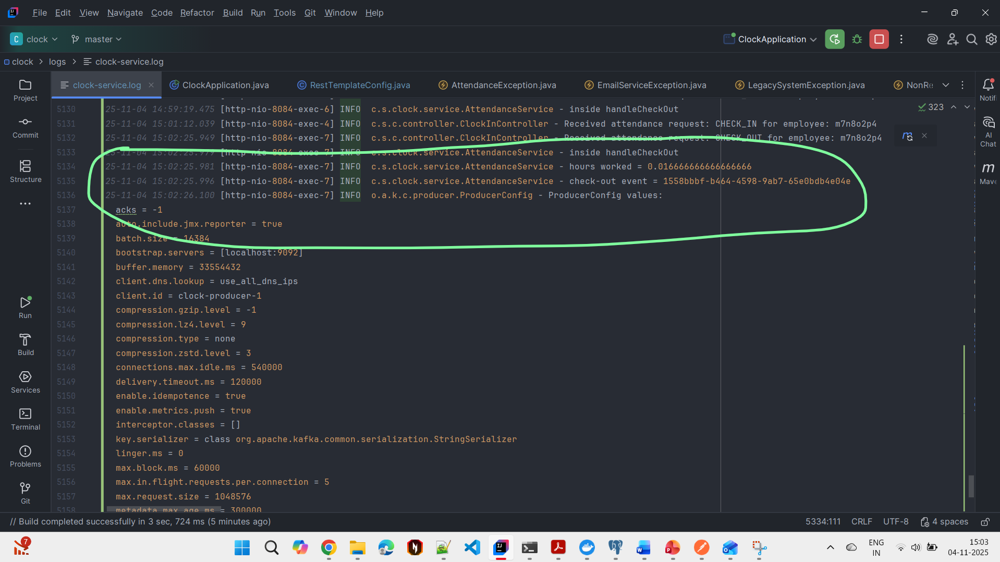 File Edit View Navigate Code Refactor Build Run Tools Git Window Help
C clock master ClockApplication
clock > logs > clock-service.log
clock-service.log ClockApplication.java RestTemplateConfig.java AttendanceException.java EmailServiceException.java LegacySystemException.java NonRe
Project
Commit
Structure
Run
Build
Services
Terminal
Problems
Git
323
5130 25-11-04 14:59:19.475 [http-nio-8084-exec-6] INFO c.s.clock.service.AttendanceService - inside handleCheckOut
5131 25-11-04 15:01:12.039 [http-nio-8084-exec-4] INFO c.s.c.controller.ClockInController - Received attendance request: CHECK_IN for employee: m7n8o2p4
5132 25-11-04 15:02:25.949 [http-nio-8084-exec-7] INFO c.s.c.controller.ClockInController - Received attendance request: CHECK_OUT for employee: m7n8o2p4
5133 25-11-04 15:02:25.979 [http-nio-8084-exec-7] INFO c.s.clock.service.AttendanceService - inside handleCheckOut
5134 25-11-04 15:02:25.981 [http-nio-8084-exec-7] INFO c.s.clock.service.AttendanceService - hours worked = 0.016666666666666666
5135 25-11-04 15:02:25.996 [http-nio-8084-exec-7] INFO c.s.clock.service.AttendanceService - check-out event = 1558bbbf-b464-4598-9ab7-65e0bdb4e04e
5136 25-11-04 15:02:26.100 [http-nio-8084-exec-7] INFO o.a.k.c.producer.ProducerConfig - ProducerConfig values:
5137 acks = -1
5138 auto.include.jmx.reporter = true
5139 batch.size = 16384
5140 bootstrap.servers = [localhost:9092]
5141 buffer.memory = 33554432
5142 client.dns.lookup = use_all_dns_ips
5143 client.id = clock-producer-1
5144 compression.gzip.level = -1
5145 compression.lz4.level = 9
5146 compression.type = none
5147 compression.zstd.level = 3
5148 connections.max.idle.ms = 540000
5149 delivery.timeout.ms = 120000
5150 enable.idempotence = true
5151 enable.metrics.push = true
5152 interceptor.classes = []
5153 key.serializer = class org.apache.kafka.common.serialization.StringSerializer
5154 linger.ms = 0
5155 max.block.ms = 60000
5156 max.in.flight.requests.per.connection = 5
5157 max.request.size = 1048576
5158 metadata.max.age.ms = 300000
Notifi
AI
Chat
m
Mave
// Build completed successfully in 3 sec, 724 ms (5 minutes ago)
5334:111 CRLF UTF-8 4 spaces
7
ENG
IN
15:03
04-11-2025